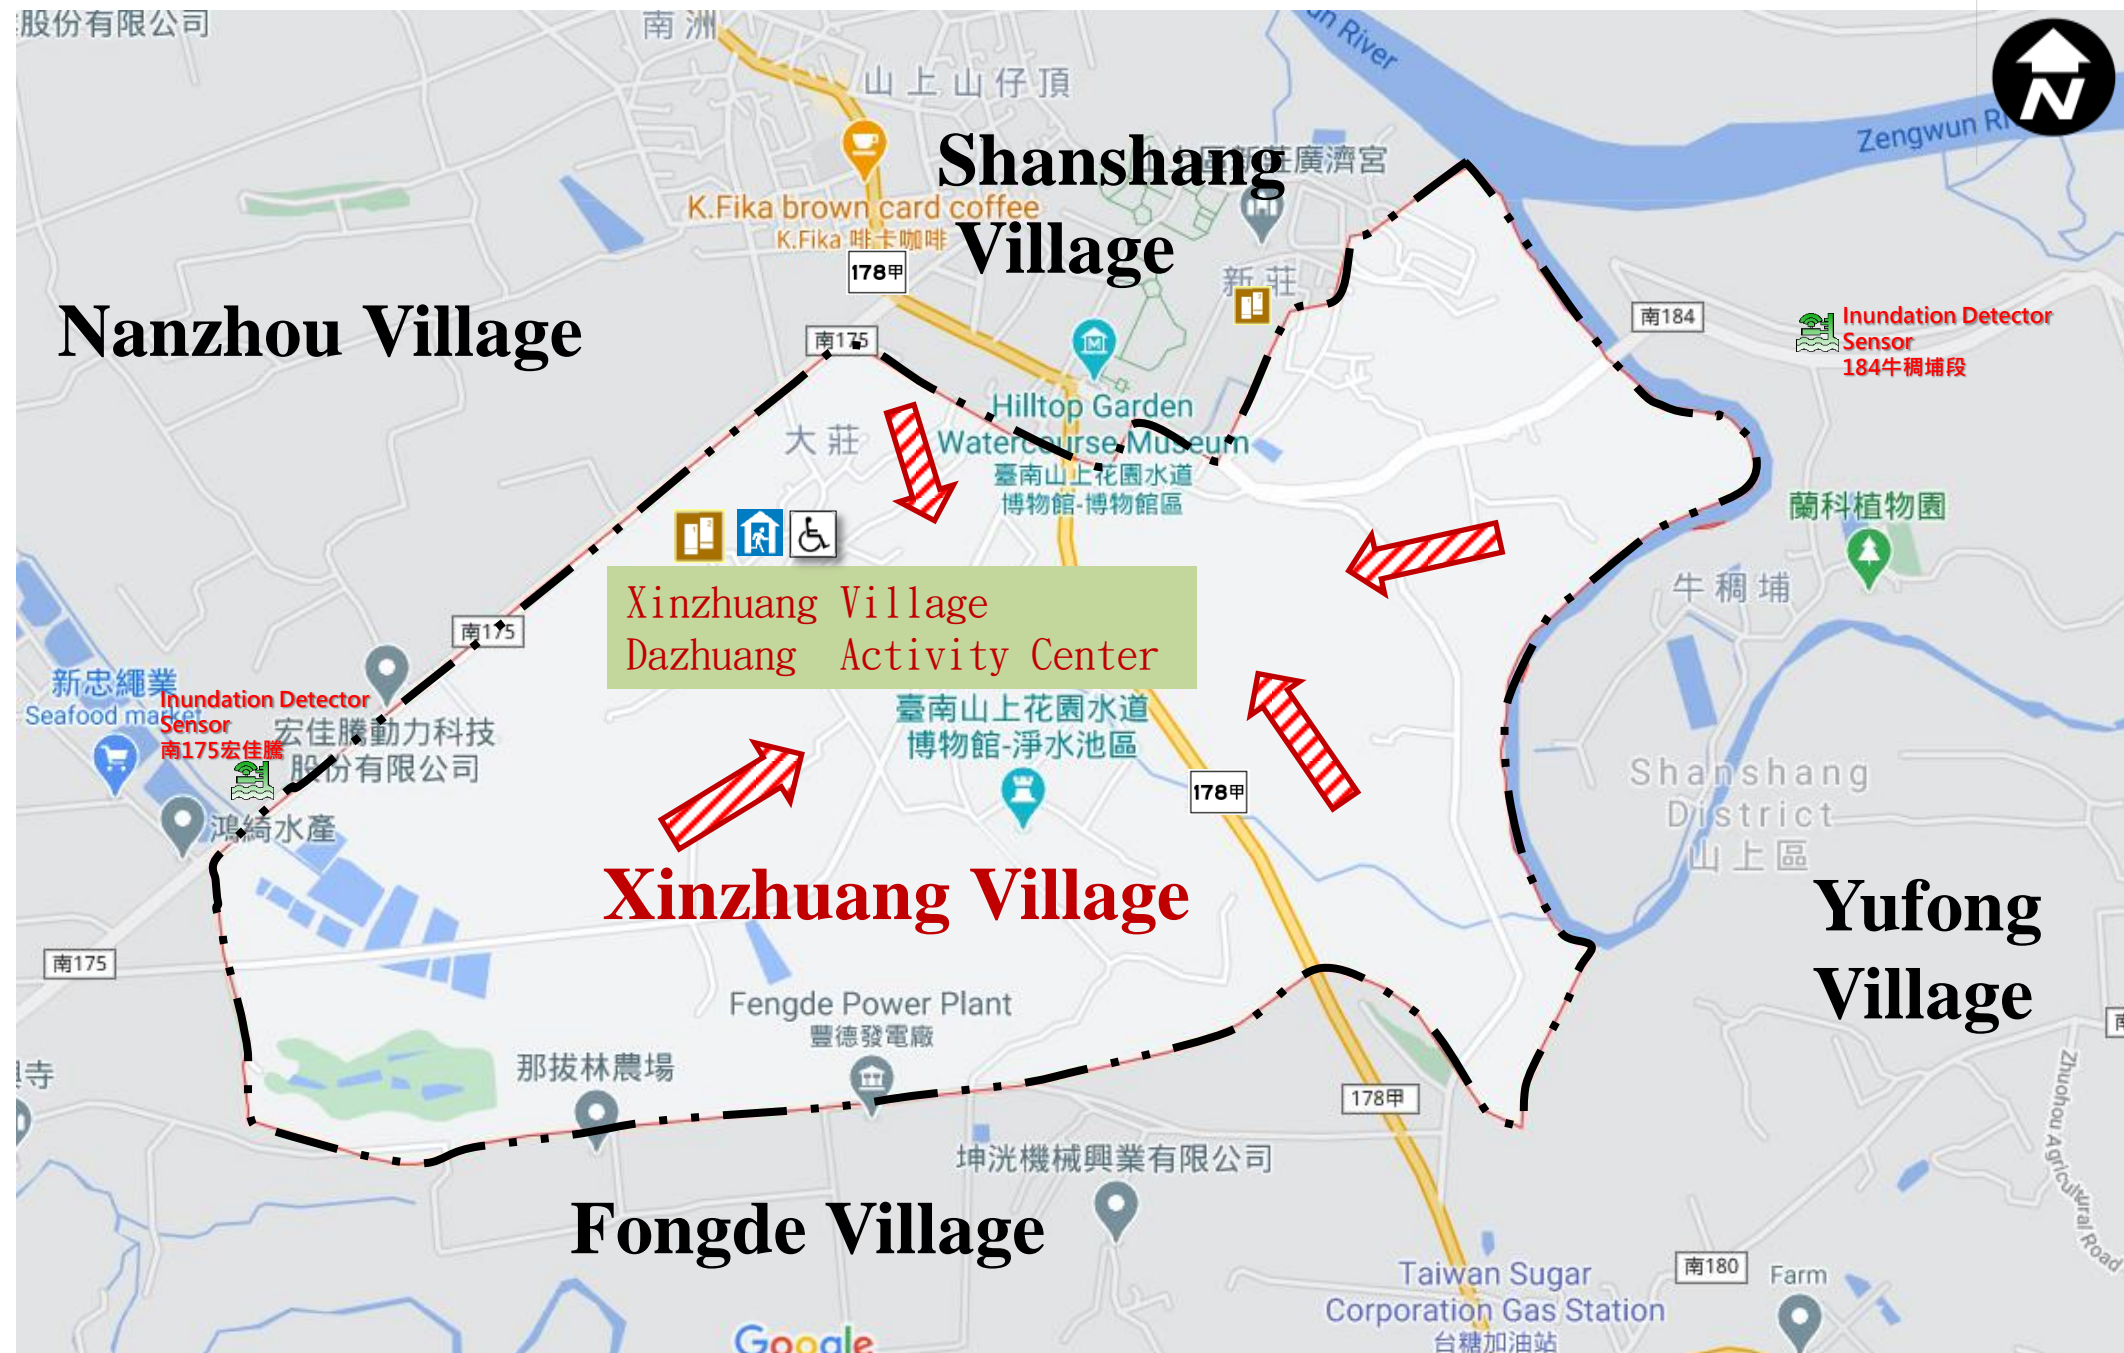 股份有限公司
南洲
un River
山上山仔頂
Zengwun Ri
N
Shanshang
Village
新莊廣濟宮
K.Fika brown card coffee
K.Fika 啡卡咖啡
178甲
新莊
Nanzhou Village
南175
南184
Inundation Detector
Sensor
184牛稠埔段
Hilltop Garden
Watercourse Museum
臺南山上花園水道
博物館-博物館區
大莊
蘭科植物園
牛稠埔
Xinzhuang Village
Dazhuang Activity Center
南175
新忠繩業
Seafood market
Inundation Detector
Sensor
南175宏佳騰
宏佳騰動力科技
股份有限公司
臺南山上花園水道
博物館-淨水池區
178甲
Shanshang
District
山上區
鴻綺水產
Xinzhuang Village
Yufong
Village
南175
Fengde Power Plant
豐德發電廠
那拔林農場
寺
178甲
坤洸機械興業有限公司
Zhuohou Agricultural Road
Fongde Village
南180
Farm
Taiwan Sugar
Corporation Gas Station
台糖加油站
Google